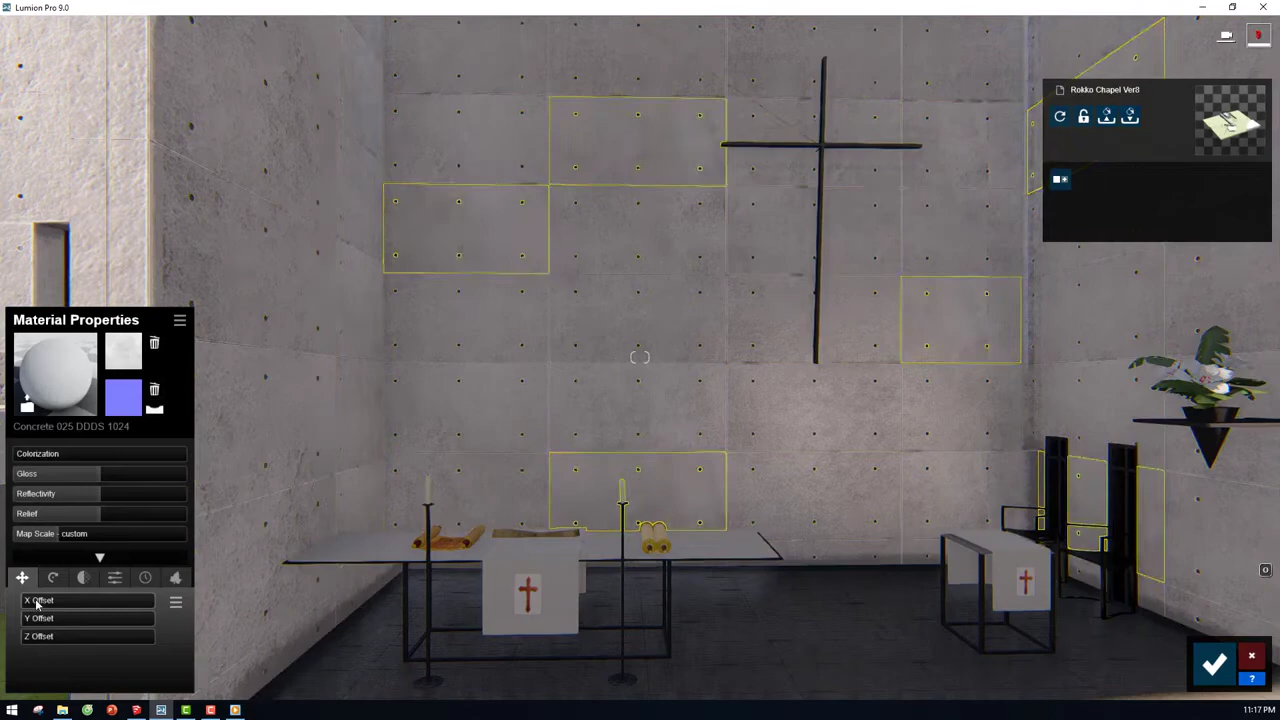 Lumion Pro 9.0
Rokko Chapel Ver8
Material Properties
Concrete 025 DDDS 1024
Colorization
Gloss
Reflectivity
Relief
Map Scale - custom
X Offset
Y Offset
Z Offset
?
11:17 PM